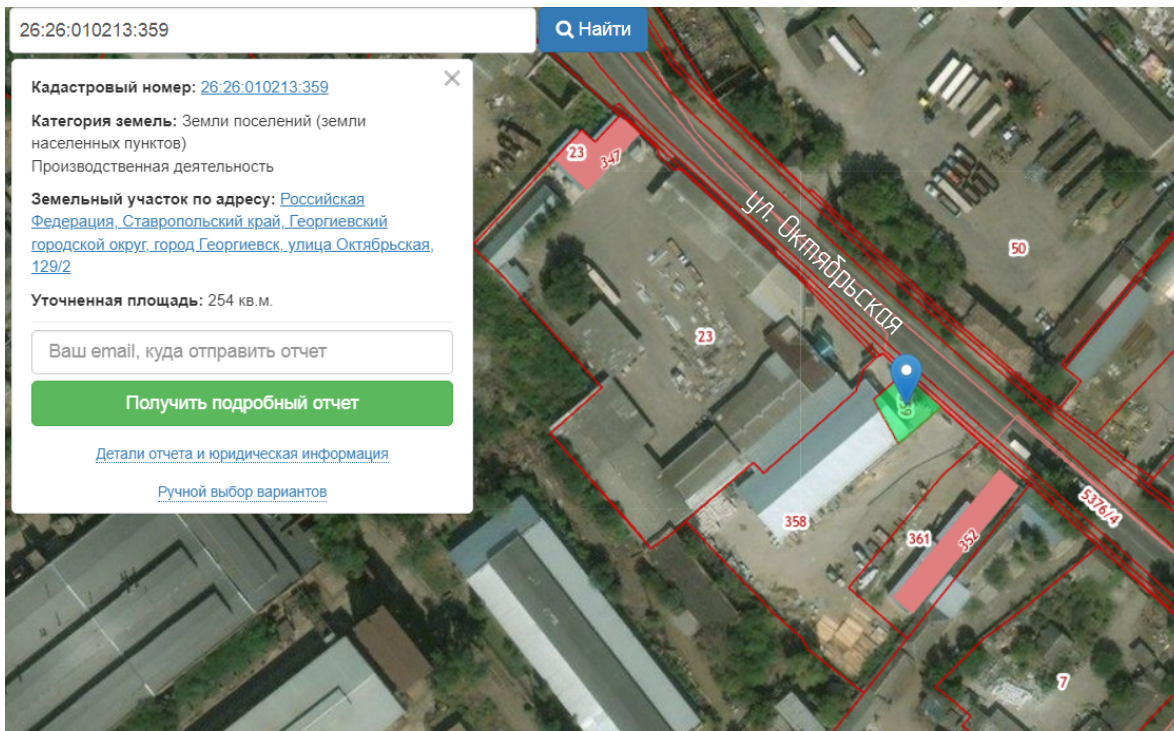 26:26:010213:359
Найти
Кадастровый номер: 26:26:010213:359
Категория земель: Земли поселений (земли
населенных пунктов)
Производственная деятельность
Земельный участок по адресу: Российская
Федерация, Ставропольский край, Георгиевский
городской округ, город Георгиевск, улица Октябрьская,
129/2
Уточненная площадь: 254 кв.м.
Ваш email, куда отправить отчет
Получить подробный отчет
Детали отчета и юридическая информация
Ручной выбор вариантов
23
347
ул. Октябрьская
50
23
358
361
352
5376/4
7